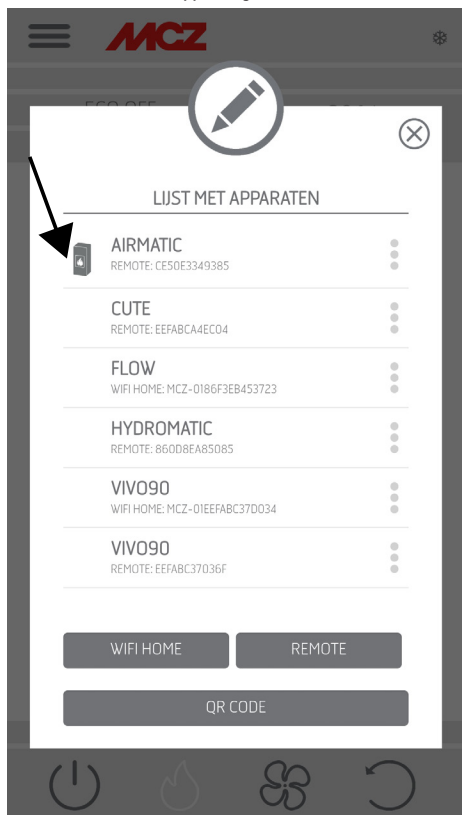 MCZ
LIJST MET APPARATEN
AIRMATIC
REMOTE: CE50E3349385
CUTE
REMOTE: EEFABCA4EC04
FLOW
WIFI HOME: MCZ-0186F3EB453723
HYDROMATIC
REMOTE: 860D8EA85085
VIVO90
WIFI HOME: MCZ-01EEFABC37D034
VIVO90
REMOTE: EEFABC37036F
WIFI HOME REMOTE
QR CODE